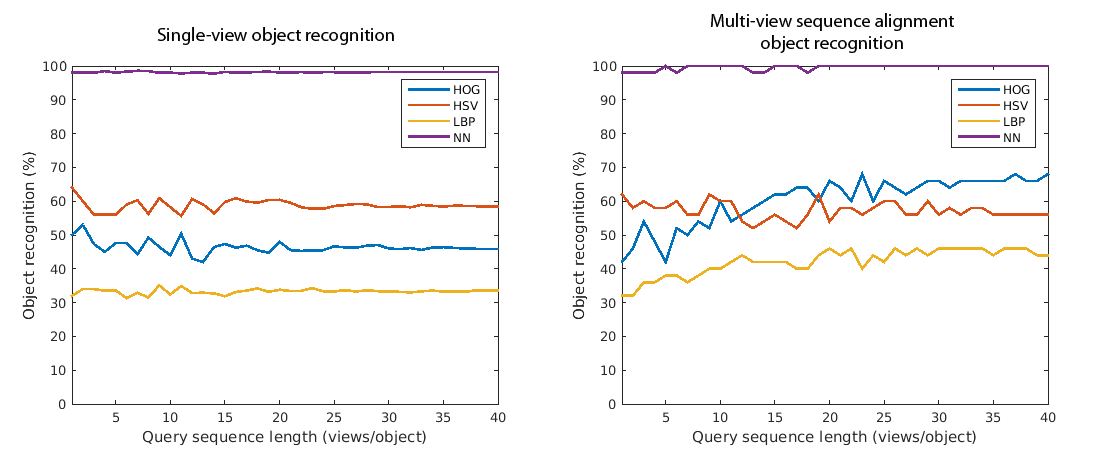 Single-view object recognition
100
90
80
70
60
50
40
30
20
10
0
Object recognition (%)
HOG
HSV
LBP
NN
5 10 15 20 25 30 35 40
Query sequence length (views/object)
Multi-view sequence alignment
object recognition
100
90
80
70
60
50
40
30
20
10
0
Object recognition (%)
HOG
HSV
LBP
NN
5 10 15 20 25 30 35 40
Query sequence length (views/object)